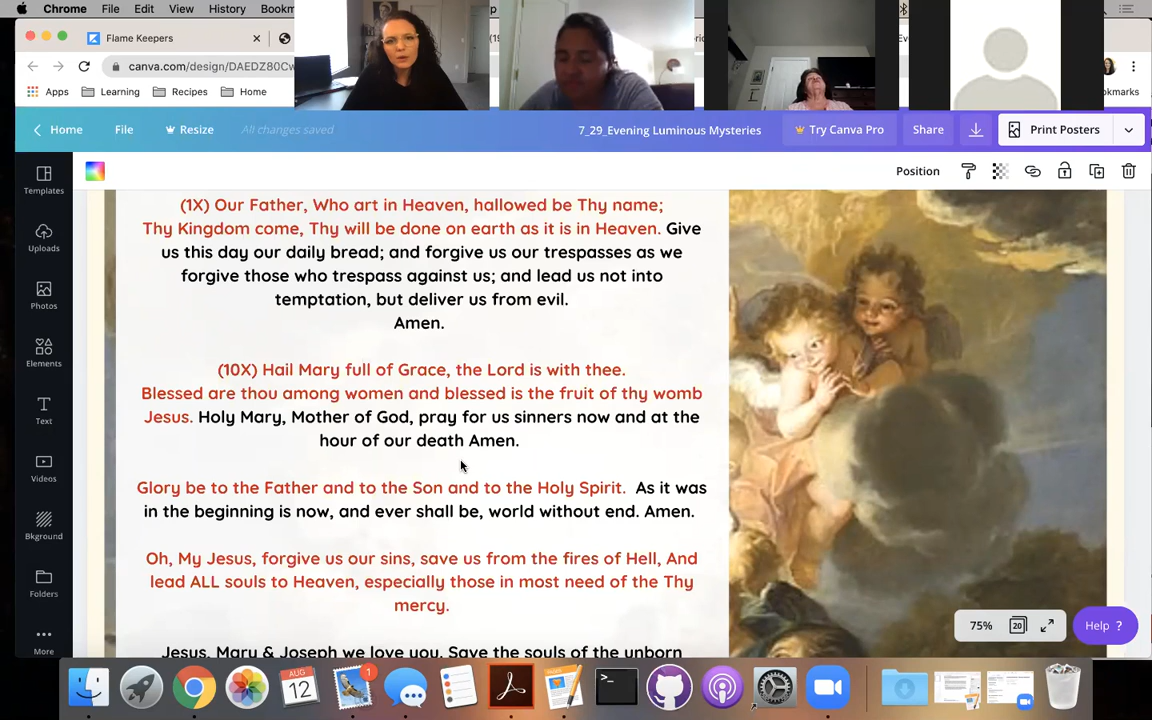 Chrome File Edit View History Bookm
Flame Keepers
canva.com/design/DAEDZ80Cw
Apps Learning Recipes Home
okmarks
Home File Resize All changes saved 7_29_Evening Luminous Mysteries Try Canva Pro Share Print Posters
Position
Templates
Uploads
Photos
Elements
Text
Videos
Bkground
Folders
More
(1X) Our Father, Who art in Heaven, hallowed be Thy name;
Thy Kingdom come, Thy will be done on earth as it is in Heaven. Give
us this day our daily bread; and forgive us our trespasses as we
forgive those who trespass against us; and lead us not into
temptation, but deliver us from evil.
Amen.
(10X) Hail Mary full of Grace, the Lord is with thee.
Blessed are thou among women and blessed is the fruit of thy womb
Jesus. Holy Mary, Mother of God, pray for us sinners now and at the
hour of our death Amen.
Glory be to the Father and to the Son and to the Holy Spirit. As it was
in the beginning is now, and ever shall be, world without end. Amen.
Oh, My Jesus, forgive us our sins, save us from the fires of Hell, And
lead ALL souls to Heaven, especially those in most need of the Thy
mercy.
Jesus, Mary & Joseph we love you. Save the souls of the unborn
75% 20 Help ?
AUG
12
1